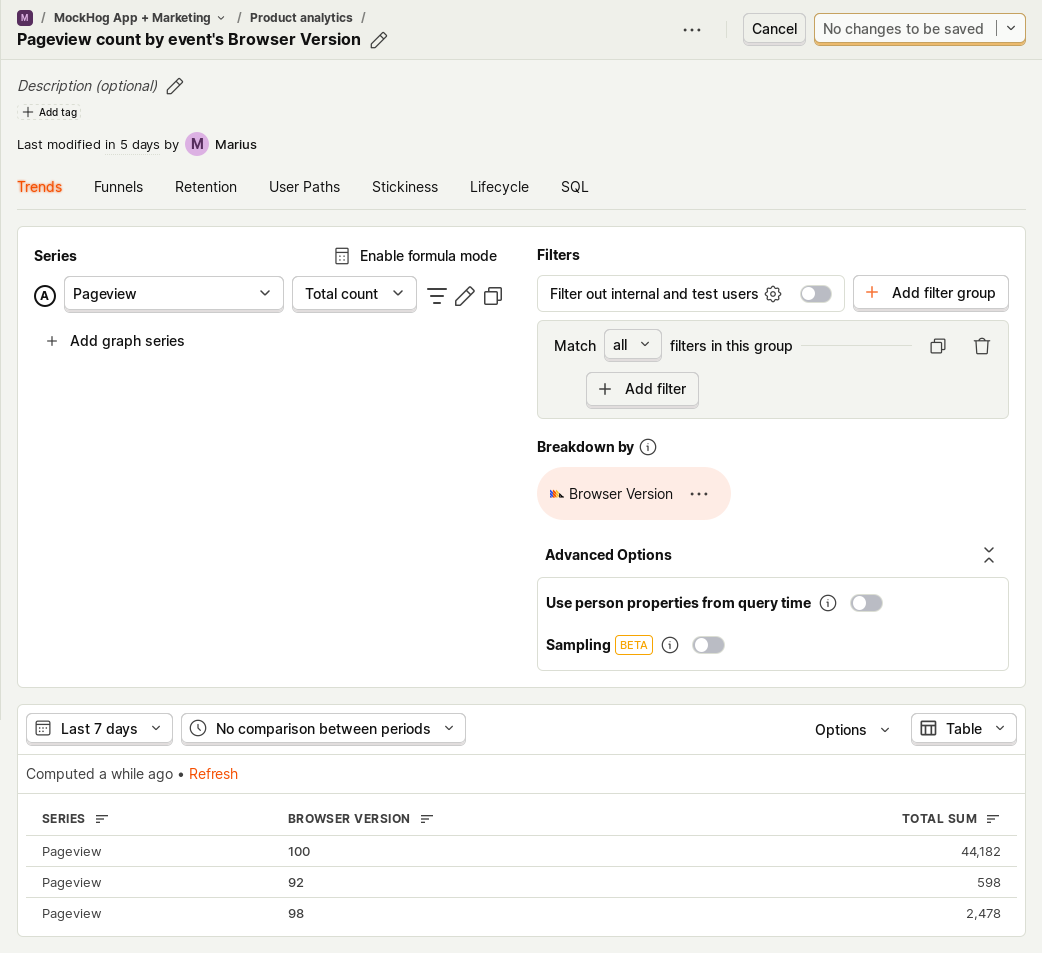 M / MockHog App + Marketing / Product analytics /
Pageview count by event's Browser Version
Cancel
No changes to be saved
Description (optional)
Add tag
Last modified in 5 days by M Marius
Trends Funnels Retention User Paths Stickiness Lifecycle SQL
Series
Enable formula mode
A Pageview Total count
Add graph series
Filters
Filter out internal and test users
Add filter group
Match all filters in this group
Add filter
Breakdown by
Browser Version
Advanced Options
Use person properties from query time
Sampling BETA
Last 7 days No comparison between periods Options Table
Computed a while ago • Refresh
SERIES BROWSER VERSION TOTAL SUM
Pageview 100 44,182
Pageview 92 598
Pageview 98 2,478